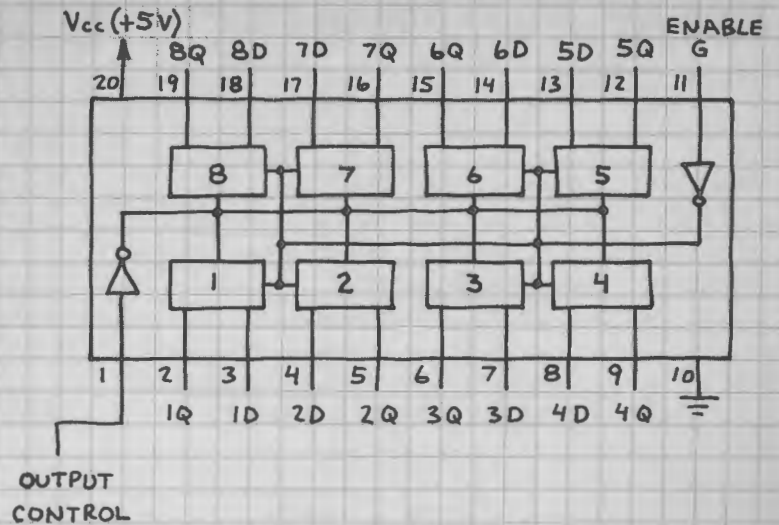 Vcc (+5V)
ENABLE
8Q 8D 7D 7Q 6Q 6D 5D 5Q G
20 19 18 17 16 15 14 13 12 11
8 7 6 5
1 2 3 4
1 2 3 4 5 6 7 8 9 10
1Q 1D 2D 2Q 3Q 3D 4D 4Q
OUTPUT
CONTROL